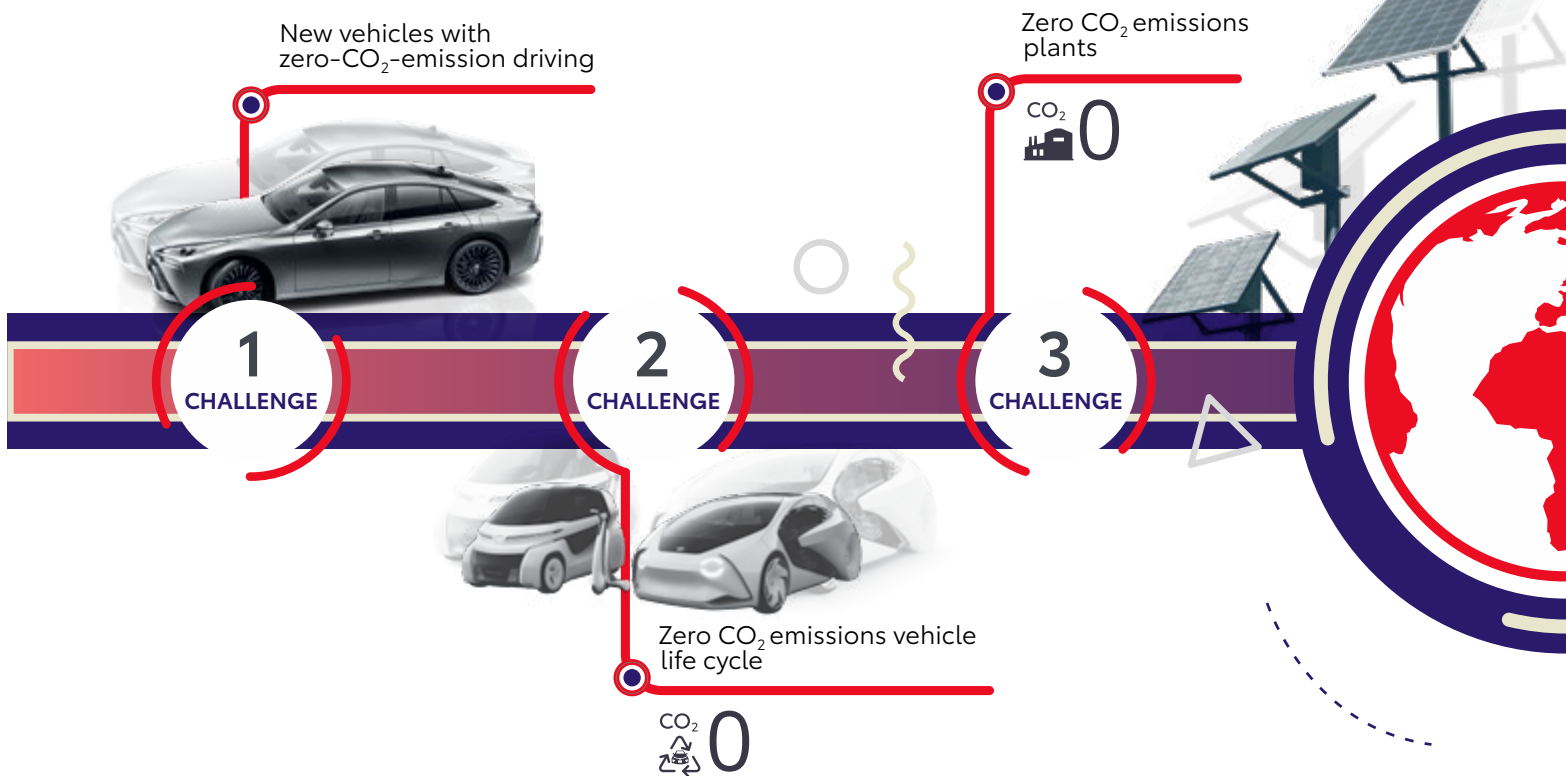 New vehicles with
zero-CO₂-emission driving
1
CHALLENGE
2
CHALLENGE
Zero CO₂ emissions vehicle
life cycle
CO₂ 0
Zero CO₂ emissions
plants
CO₂ 0
3
CHALLENGE